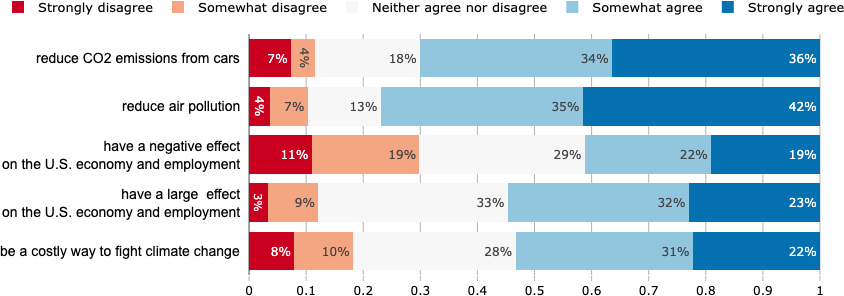 Strongly disagree Somewhat disagree Neither agree nor disagree Somewhat agree Strongly agree
reduce CO2 emissions from cars 7% 4% 18% 34% 36%
reduce air pollution 4% 7% 13% 35% 42%
have a negative effect
on the U.S. economy and employment 11% 19% 29% 22% 19%
have a large effect
on the U.S. economy and employment 3% 9% 33% 32% 23%
be a costly way to fight climate change 8% 10% 28% 31% 22%
0 0.1 0.2 0.3 0.4 0.5 0.6 0.7 0.8 0.9 1